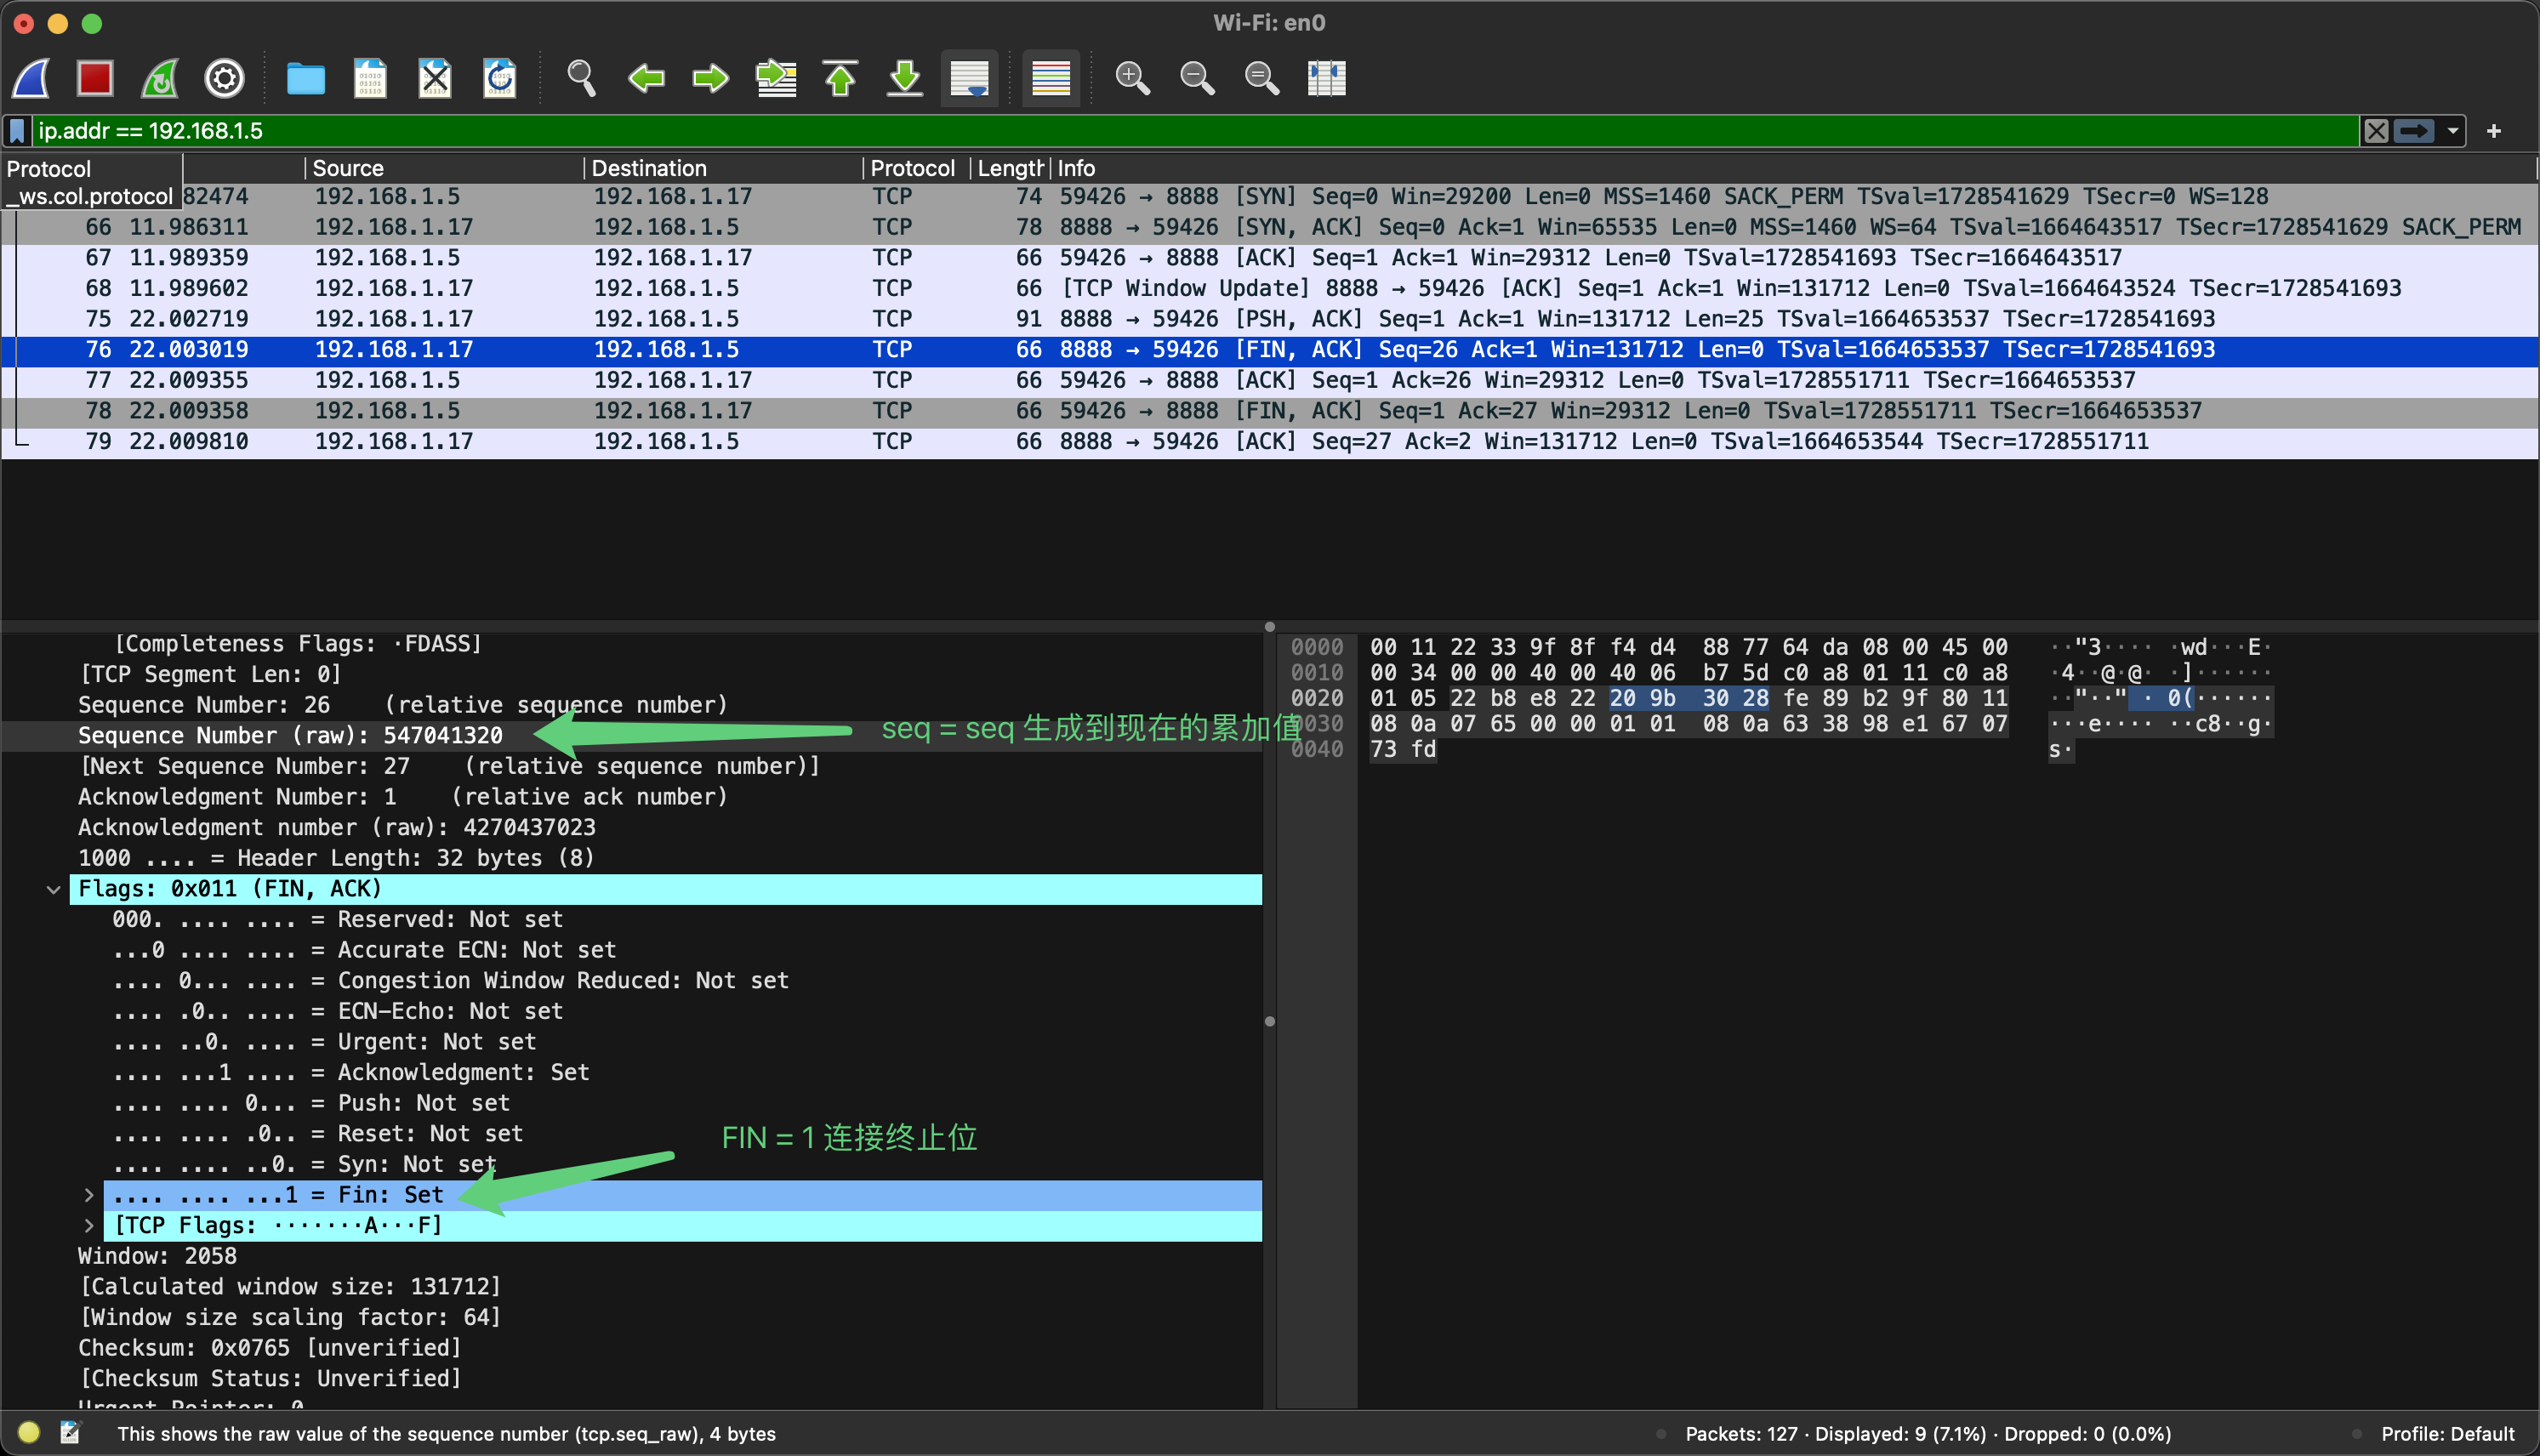 Wi-Fi: en0
ip.addr == 192.168.1.5
Protocol Source Destination Protocol Length Info
_ws.col.protocol 82474 192.168.1.5 192.168.1.17 TCP 74 59426 → 8888 [SYN] Seq=0 Win=29200 Len=0 MSS=1460 SACK_PERM TSval=1728541629 TSecr=0 WS=128
66 11.986311 192.168.1.17 192.168.1.5 TCP 78 8888 → 59426 [SYN, ACK] Seq=0 Ack=1 Win=65535 Len=0 MSS=1460 WS=64 TSval=1664643517 TSecr=1728541629 SACK_PERM
67 11.989359 192.168.1.5 192.168.1.17 TCP 66 59426 → 8888 [ACK] Seq=1 Ack=1 Win=29312 Len=0 TSval=1728541693 TSecr=1664643517
68 11.989602 192.168.1.17 192.168.1.5 TCP 66 [TCP Window Update] 8888 → 59426 [ACK] Seq=1 Ack=1 Win=131712 Len=0 TSval=1664643524 TSecr=1728541693
75 22.002719 192.168.1.17 192.168.1.5 TCP 91 8888 → 59426 [PSH, ACK] Seq=1 Ack=1 Win=131712 Len=25 TSval=1664653537 TSecr=1728541693
76 22.003019 192.168.1.17 192.168.1.5 TCP 66 8888 → 59426 [FIN, ACK] Seq=26 Ack=1 Win=131712 Len=0 TSval=1664653537 TSecr=1728541693
77 22.009355 192.168.1.5 192.168.1.17 TCP 66 59426 → 8888 [ACK] Seq=1 Ack=26 Win=29312 Len=0 TSval=1728551711 TSecr=1664653537
78 22.009358 192.168.1.5 192.168.1.17 TCP 66 59426 → 8888 [FIN, ACK] Seq=1 Ack=27 Win=29312 Len=0 TSval=1728551711 TSecr=1664653537
79 22.009810 192.168.1.17 192.168.1.5 TCP 66 8888 → 59426 [ACK] Seq=27 Ack=2 Win=131712 Len=0 TSval=1664653544 TSecr=1728551711
[Completeness Flags: ·FDASS]
[TCP Segment Len: 0]
Sequence Number: 26 (relative sequence number)
Sequence Number (raw): 547041320
seq = seq 生成到现在的累加值
[Next Sequence Number: 27 (relative sequence number)]
Acknowledgment Number: 1 (relative ack number)
Acknowledgment number (raw): 4270437023
1000 .... = Header Length: 32 bytes (8)
Flags: 0x011 (FIN, ACK)
000. .... .... = Reserved: Not set
...0 .... .... = Accurate ECN: Not set
.... 0... .... = Congestion Window Reduced: Not set
.... .0.. .... = ECN-Echo: Not set
.... ..0. .... = Urgent: Not set
.... ...1 .... = Acknowledgment: Set
.... .... 0... = Push: Not set
.... .... .0.. = Reset: Not set
FIN = 1 连接终止位
.... .... ..0. = Syn: Not set
.... .... ...1 = Fin: Set
[TCP Flags: ·······A···F]
Window: 2058
[Calculated window size: 131712]
[Window size scaling factor: 64]
Checksum: 0x0765 [unverified]
[Checksum Status: Unverified]
Urgent Pointer: 0
0000 00 11 22 33 9f 8f f4 d4 88 77 64 da 08 00 45 00 ··"3···· ·wd···E·
0010 00 34 00 00 40 00 40 06 b7 5d c0 a8 01 11 c0 a8 ·4··@·@· ·]······
0020 01 05 22 b8 e8 22 20 9b 30 28 fe 89 b2 9f 80 11 ··"··" · 0(······
0030 08 0a 07 65 00 00 01 01 08 0a 63 38 98 e1 67 07 ···e···· ··c8··g·
0040 73 fd s·
This shows the raw value of the sequence number (tcp.seq_raw), 4 bytes
Packets: 127 · Displayed: 9 (7.1%) · Dropped: 0 (0.0%)
Profile: Default